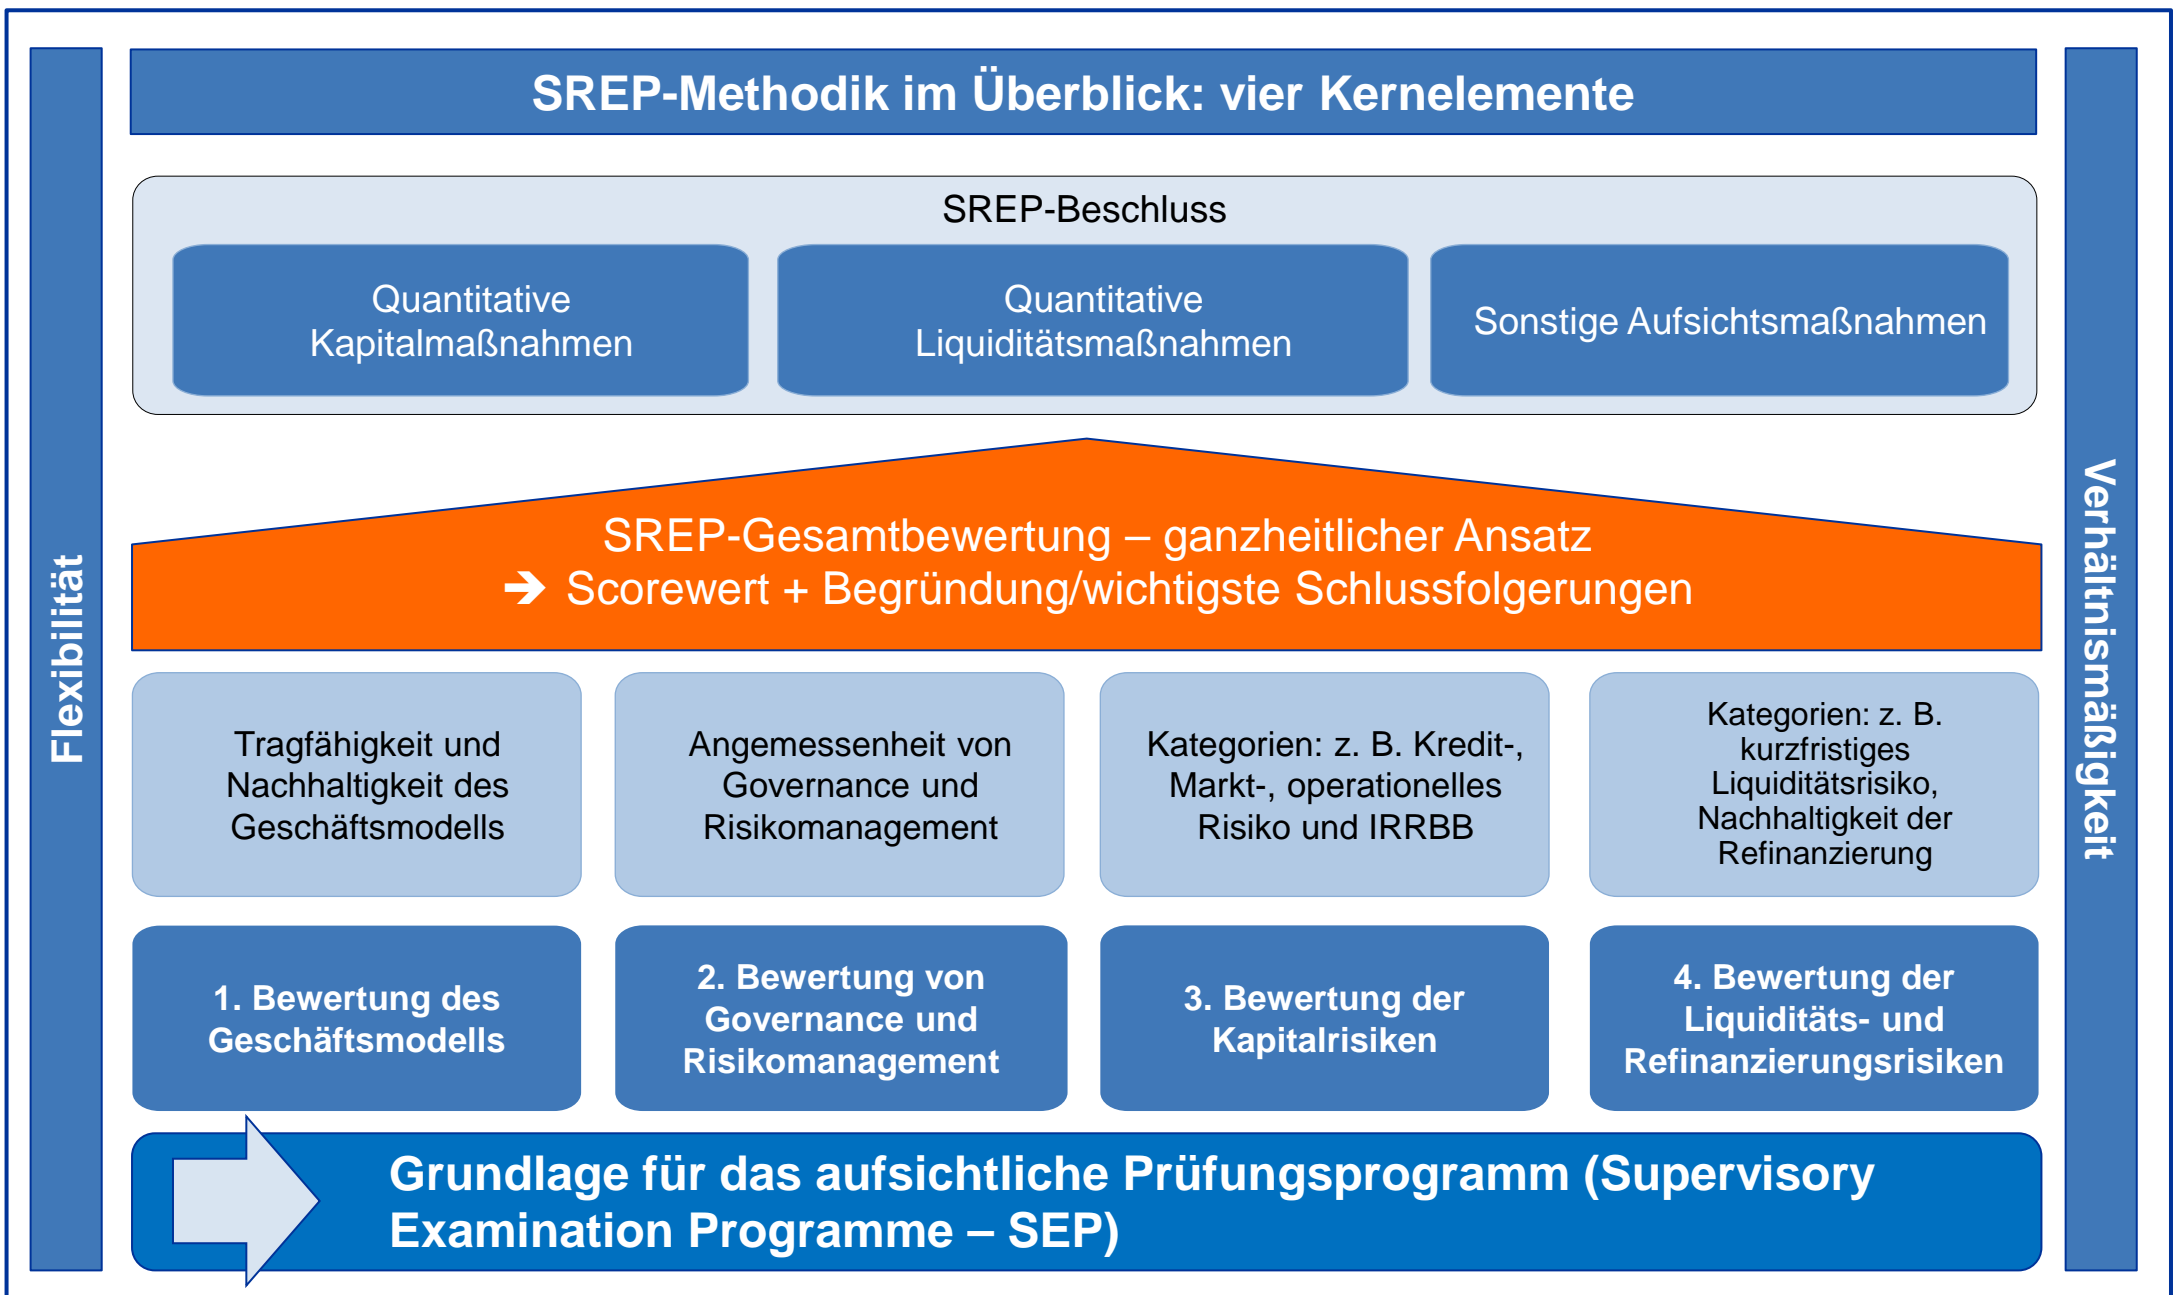 SREP-Methodik im Überblick: vier Kernelemente
Flexibilität
SREP-Beschluss
Quantitative
Kapitalmaßnahmen
Quantitative
Liquiditätsmaßnahmen
Sonstige Aufsichtsmaßnahmen
SREP-Gesamtbewertung – ganzheitlicher Ansatz
➔ Scorewert + Begründung/wichtigste Schlussfolgerungen
Tragfähigkeit und
Nachhaltigkeit des
Geschäftsmodells
Angemessenheit von
Governance und
Risikomanagement
Kategorien: z. B. Kredit-,
Markt-, operationelles
Risiko und IRRBB
Kategorien: z. B.
kurzfristiges
Liquiditätsrisiko,
Nachhaltigkeit der
Refinanzierung
1. Bewertung des
Geschäftsmodells
2. Bewertung von
Governance und
Risikomanagement
3. Bewertung der
Kapitalrisiken
4. Bewertung der
Liquiditäts- und
Refinanzierungsrisiken
Grundlage für das aufsichtliche Prüfungsprogramm (Supervisory
Examination Programme – SEP)
Verhältnismäßigkeit